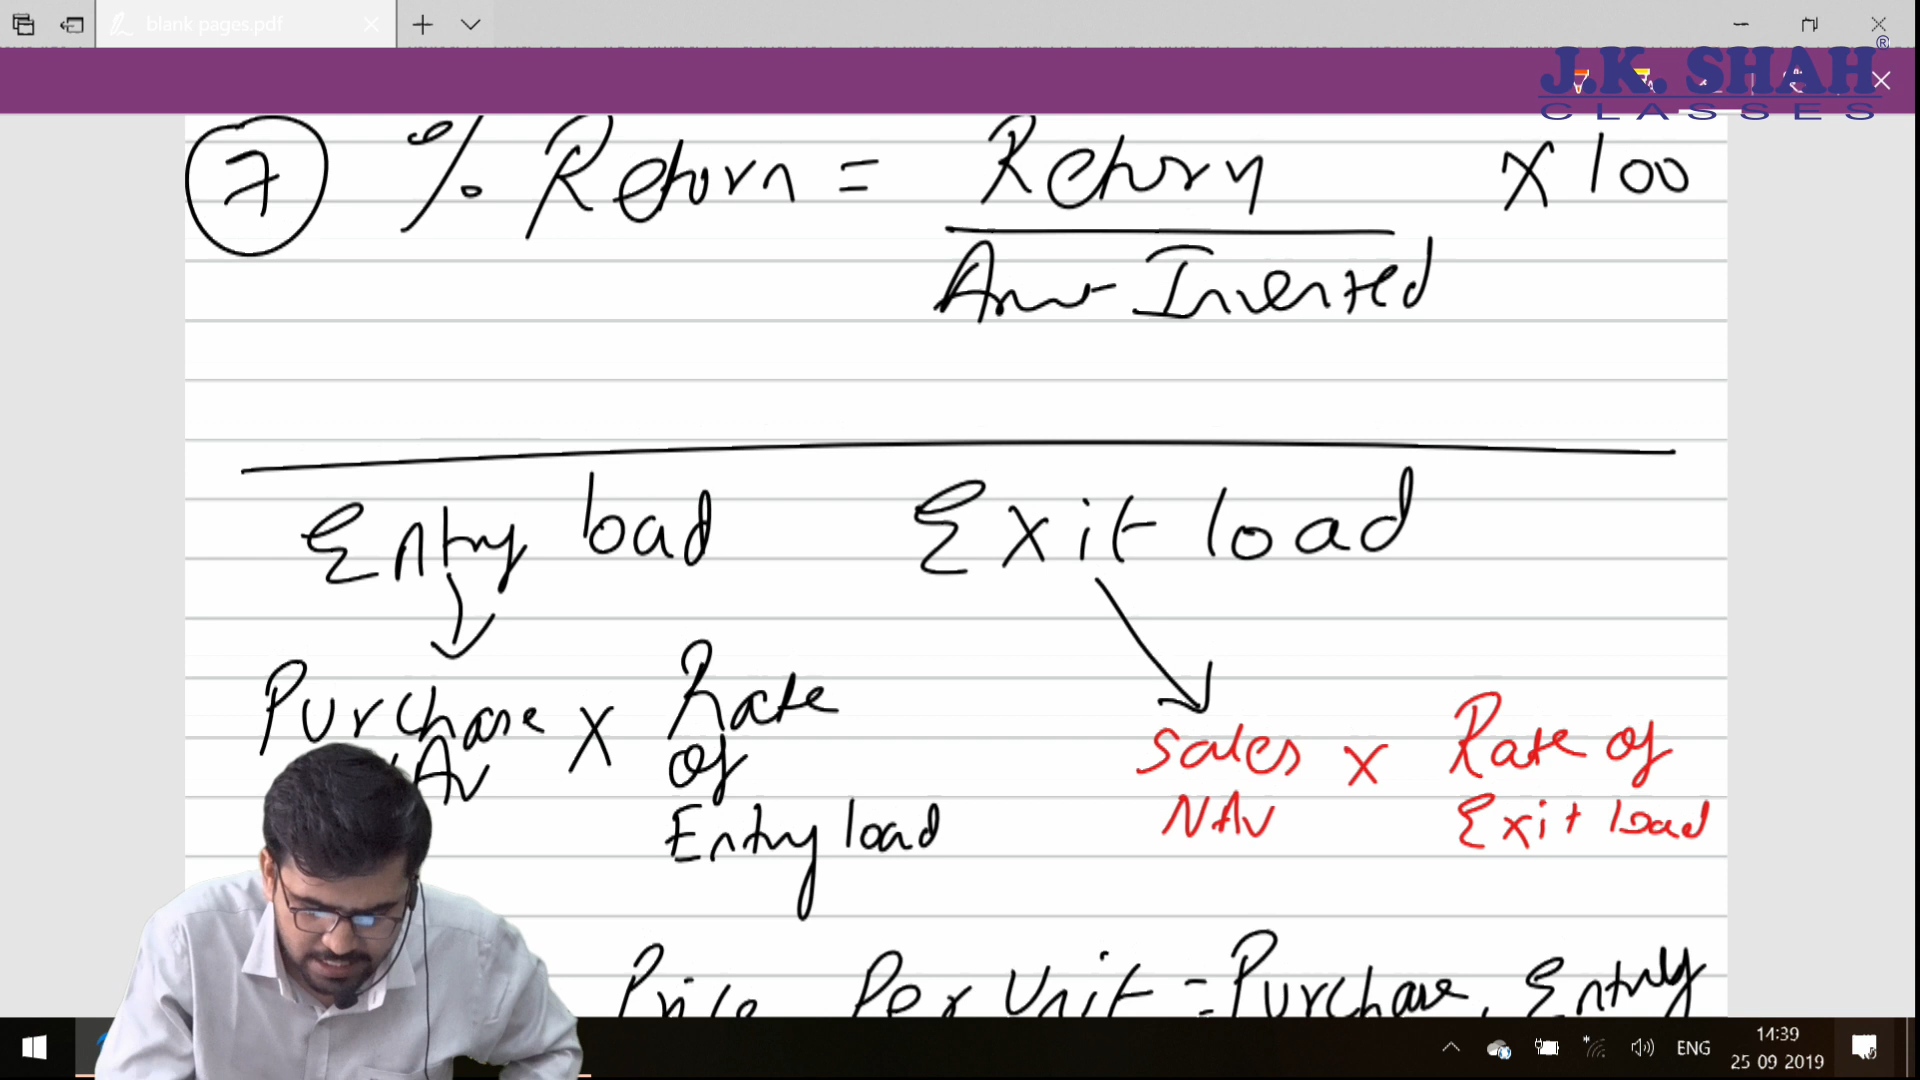 blank pages.pdf
J.K. SHAH®
CLASSES
7 % Return = Return x 100
Amt Invested
Entry load Exit load
Purchase x Rate
of
Entry load
Sales x Rate of
NAV Exit load
Price Per Unit = Purchase Entry
ENG
14:39
25 09 2019